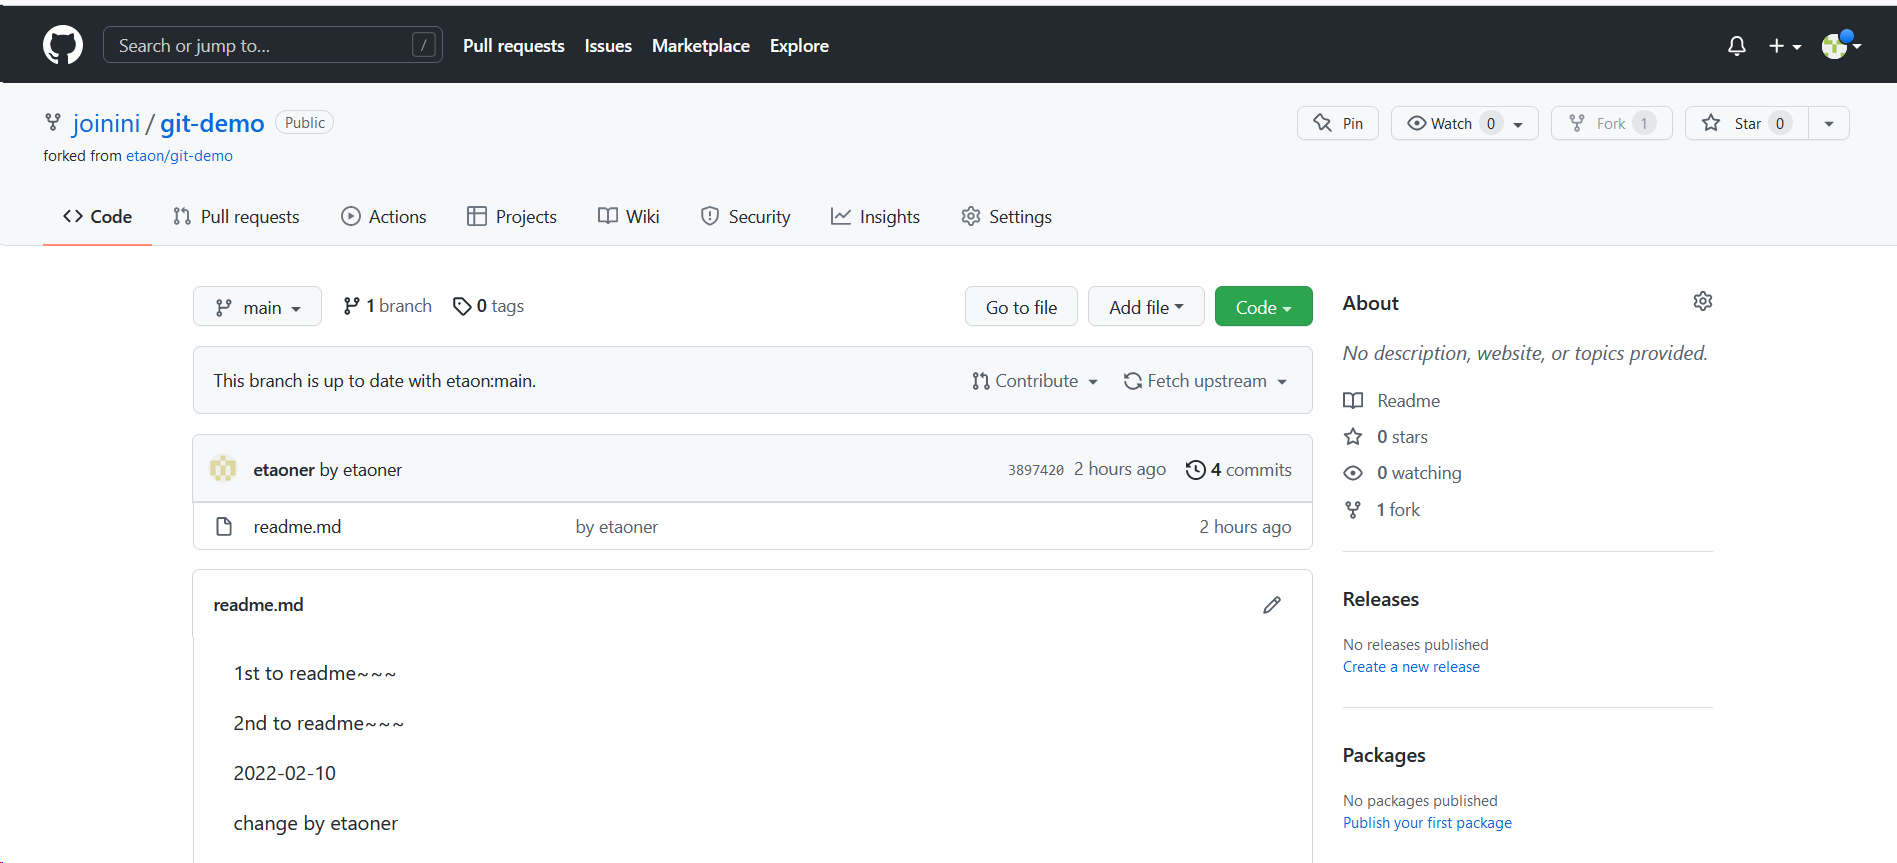 Search or jump to... /
Pull requests Issues Marketplace Explore
joinini / git-demo Public
forked from etaon/git-demo
Pin Watch 0 Fork 1 Star 0
Code Pull requests Actions Projects Wiki Security Insights Settings
main 1 branch 0 tags Go to file Add file Code
This branch is up to date with etaon:main. Contribute Fetch upstream
etaoner by etaoner 3897420 2 hours ago 4 commits
readme.md by etaoner 2 hours ago
readme.md
1st to readme~~~
2nd to readme~~~
2022-02-10
change by etaoner
About
No description, website, or topics provided.
Readme
0 stars
0 watching
1 fork
Releases
No releases published
Create a new release
Packages
No packages published
Publish your first package